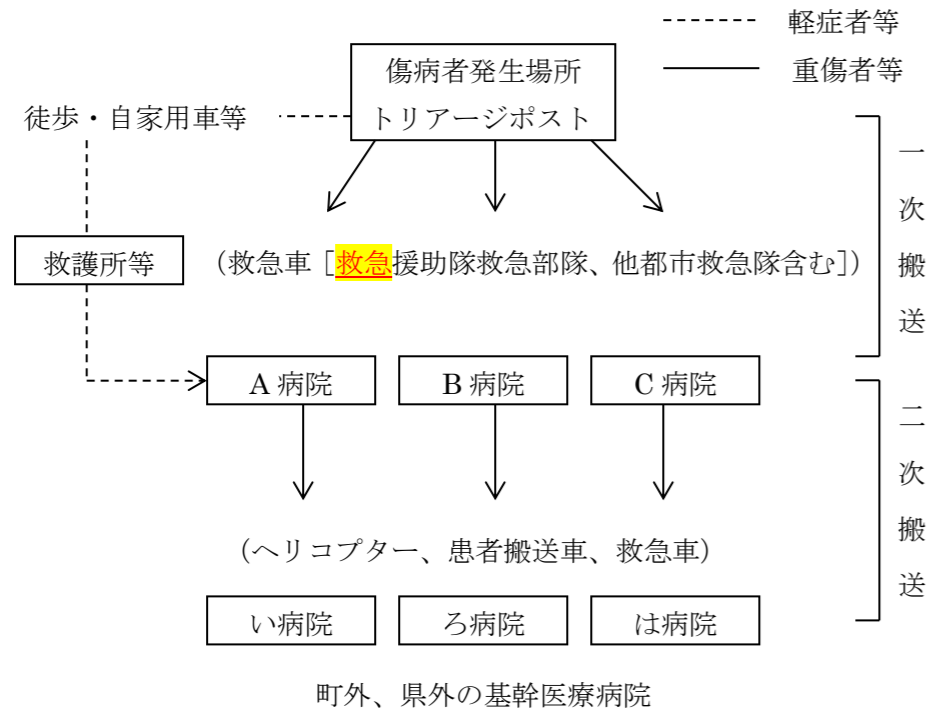 軽症者等
重傷者等
傷病者発生場所
トリアージポスト
徒歩・自家用車等
救護所等
（救急車［救急援助隊救急部隊、他都市救急隊含む］）
一次搬送
A 病院
B 病院
C 病院
（ヘリコプター、患者搬送車、救急車）
二次搬送
い病院
ろ病院
は病院
町外、県外の基幹医療病院